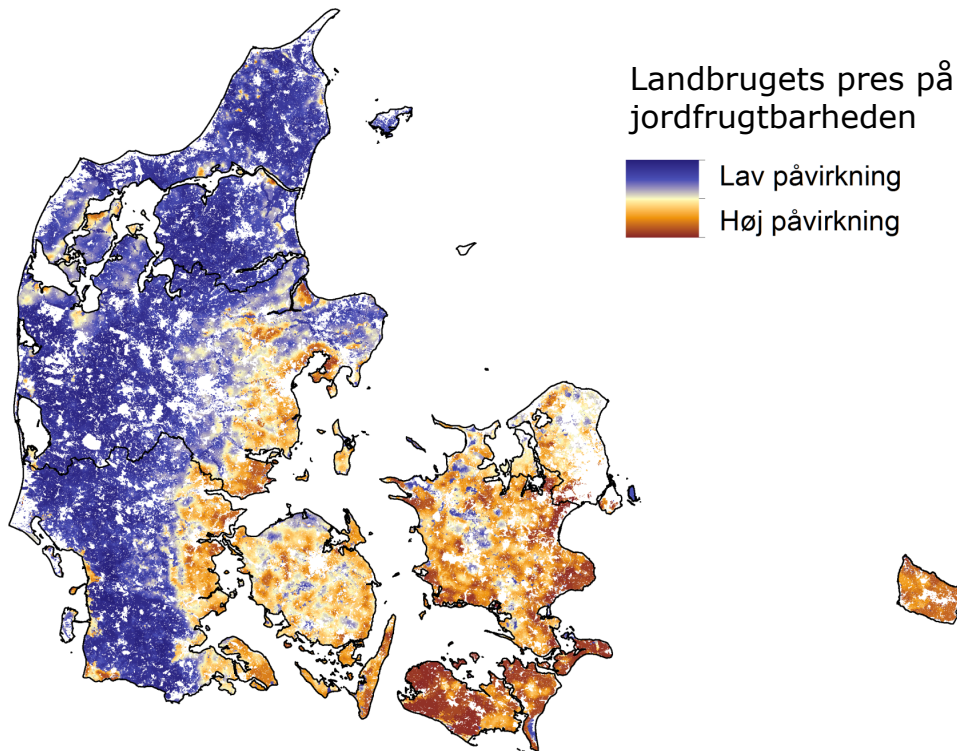 Landbrugets pres på
jordfrugtbarheden
Lav påvirkning
Høj påvirkning